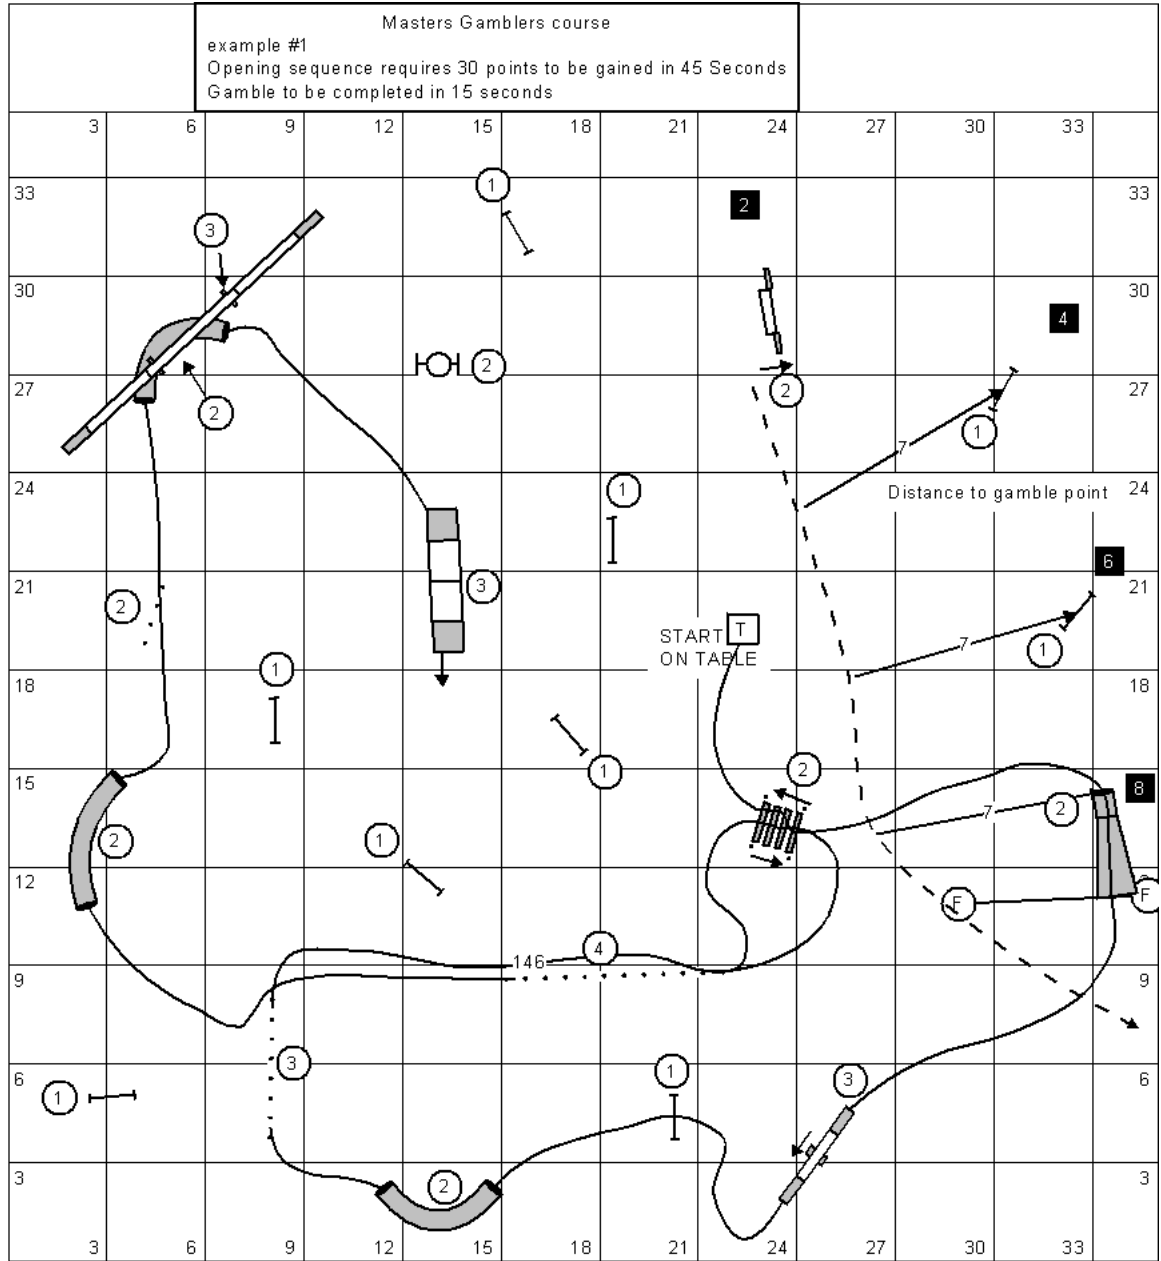 Masters Gamblers course
example #1
Opening sequence requires 30 points to be gained in 45 Seconds
Gamble to be completed in 15 seconds
3 6 9 12 15 18 21 24 27 30 33
33 1 2 33
3
30 4 30
2
27 2 2 27
1
7
24 1 Distance to gamble point 24
21 6 21
2 3
START T
ON TABLE
7 1
18 1 18
15 1 2 15
8
2
7
2 1
12 12
F F
4
146
9 9
3
6 1 1 3 6
3 2 3
3 6 9 12 15 18 21 24 27 30 33